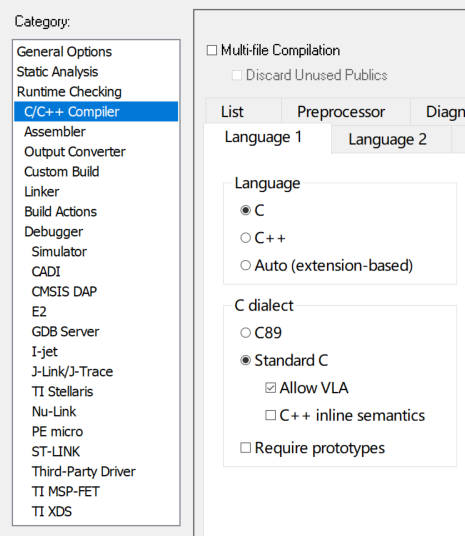 Category:
General Options
Static Analysis
Runtime Checking
C/C++ Compiler
Assembler
Output Converter
Custom Build
Linker
Build Actions
Debugger
Simulator
CADI
CMSIS DAP
E2
GDB Server
I-jet
J-Link/J-Trace
TI Stellaris
Nu-Link
PE micro
ST-LINK
Third-Party Driver
TI MSP-FET
TI XDS
Multi-file Compilation
Discard Unused Publics
List Preprocessor Diagn
Language 1 Language 2
Language
C
C++
Auto (extension-based)
C dialect
C89
Standard C
Allow VLA
C++ inline semantics
Require prototypes